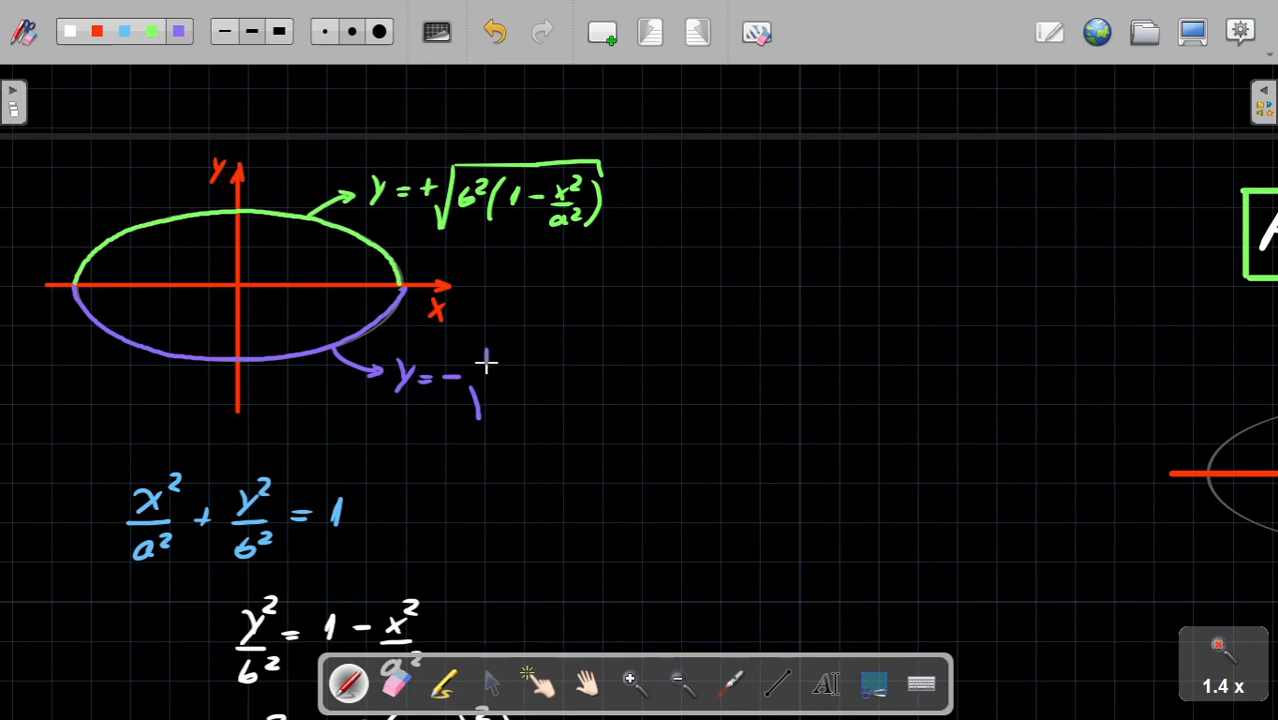 y
y = +√(b²(1 - x²/a²))
x
y = -
x²/a² + y²/b² = 1
y²/b² = 1 - x²/a²
1.4 x